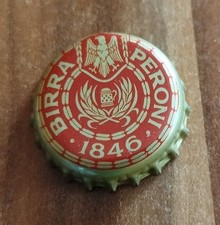 BIRRA PERONI
· 1846 ·